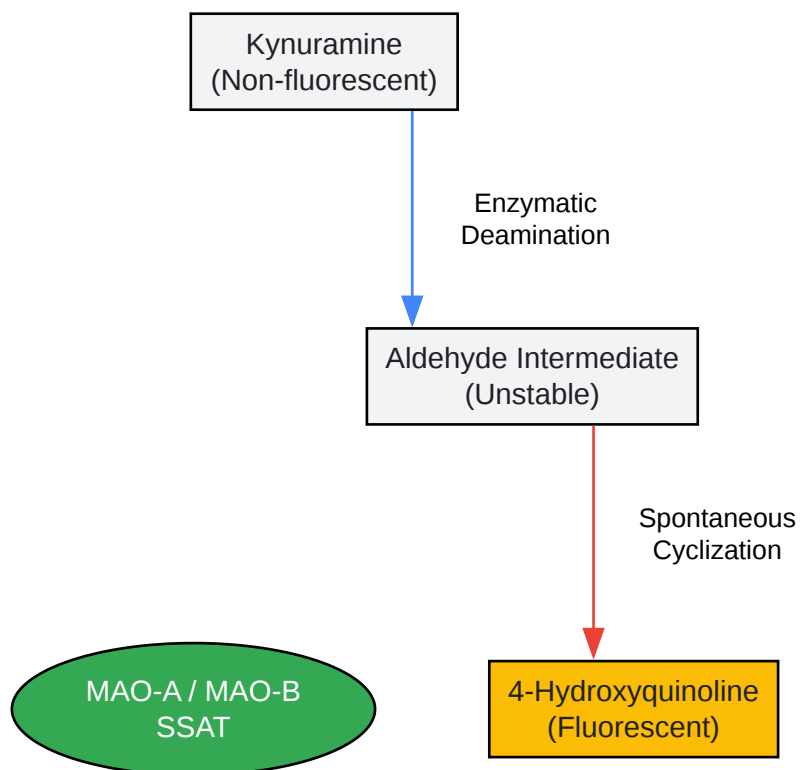 Kynuramine
(Non-fluorescent)
Enzymatic
Deamination
Aldehyde Intermediate
(Unstable)
Spontaneous
Cyclization
MAO-A / MAO-B
SSAT
4-Hydroxyquinoline
(Fluorescent)